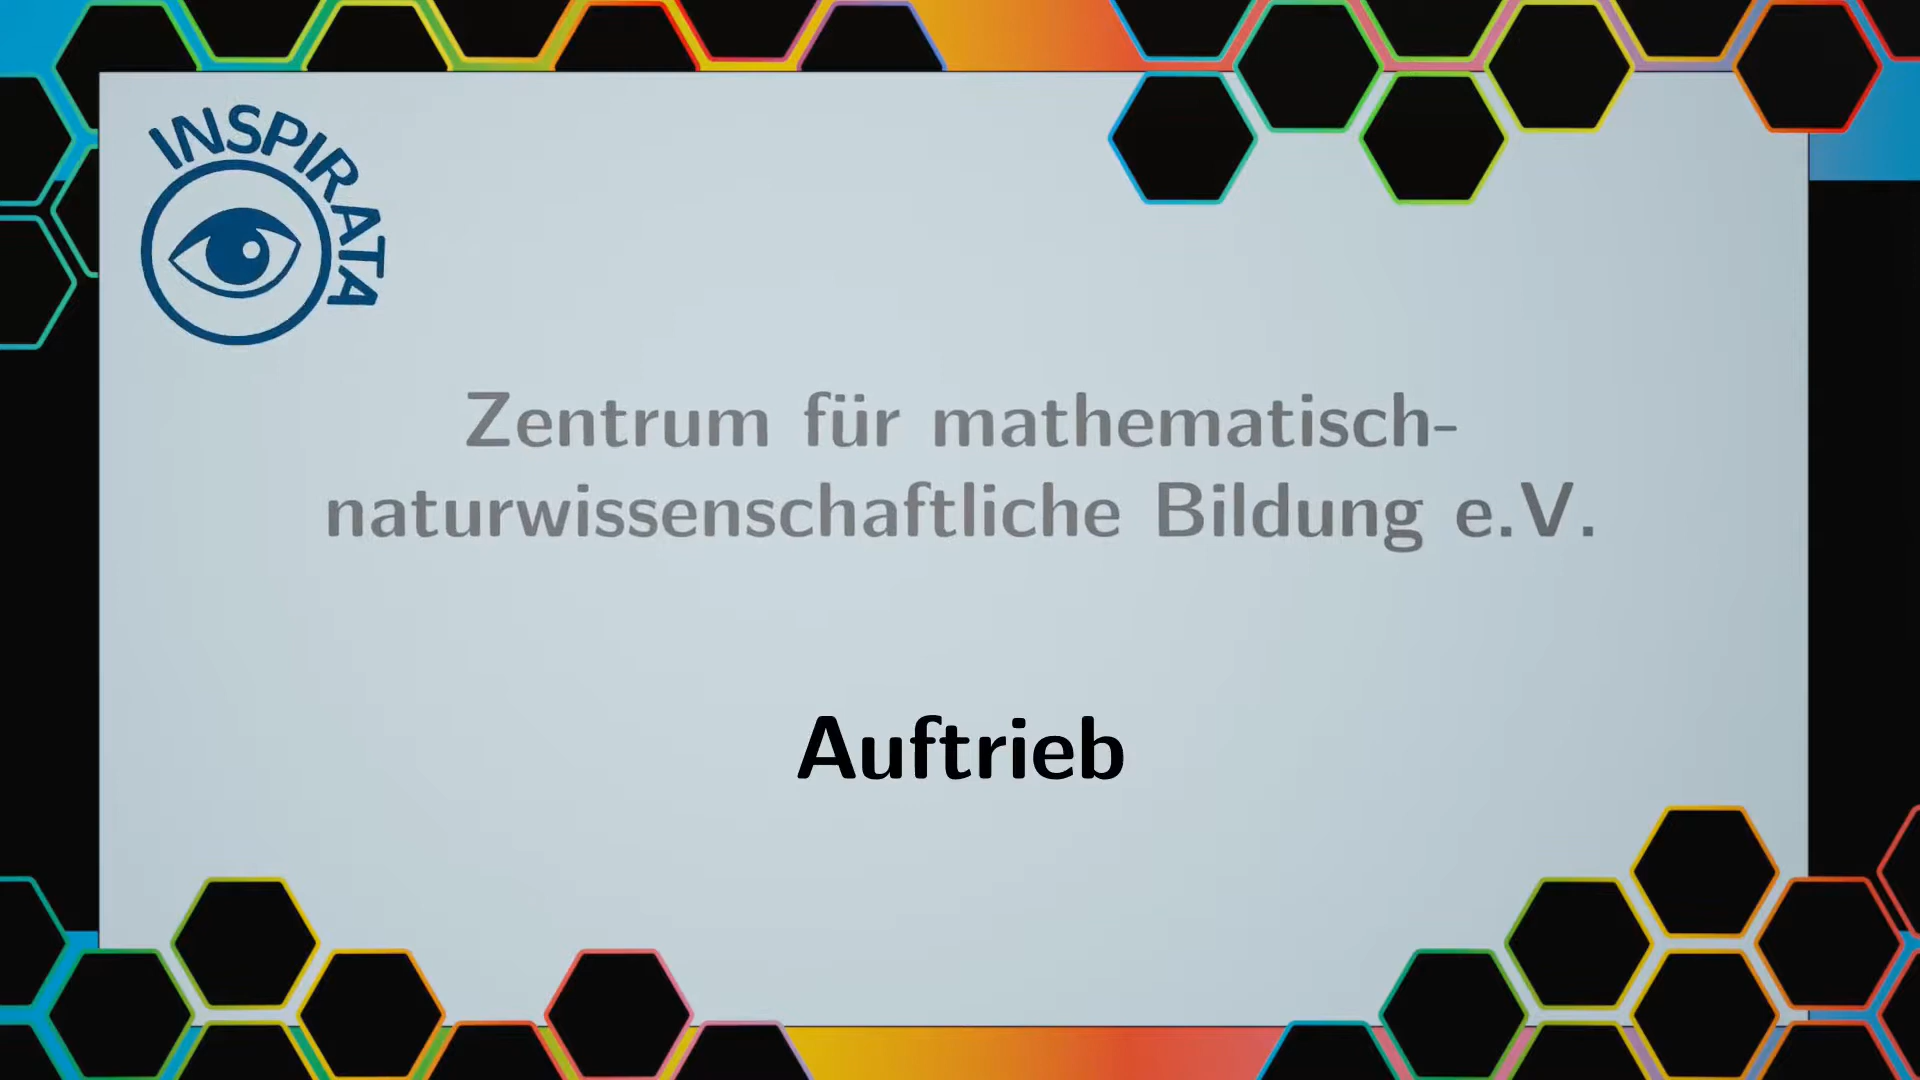 INSPIRATA
Zentrum für mathematisch-
naturwissenschaftliche Bildung e.V.
Auftrieb